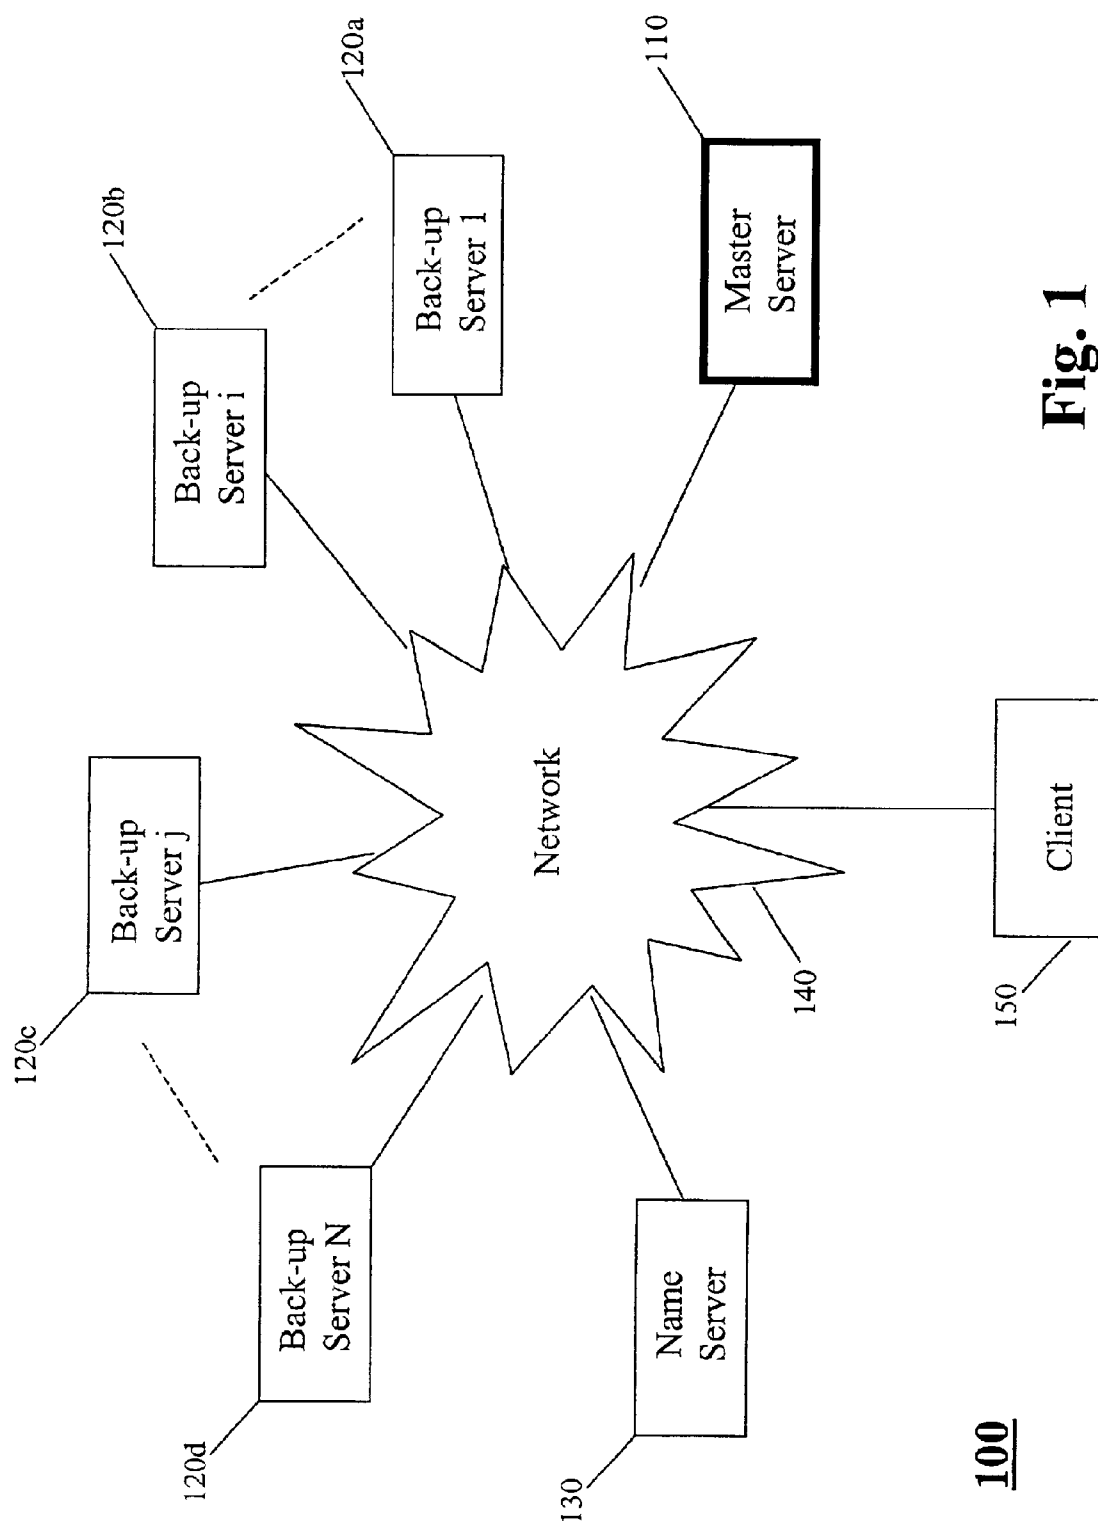 120c
Back-up
Server j
120b
Back-up
Server i
120d
Back-up
Server N
120a
Back-up
Server 1
Network
130
Name
Server
110
Master
Server
140
150
Client
100
Fig. 1